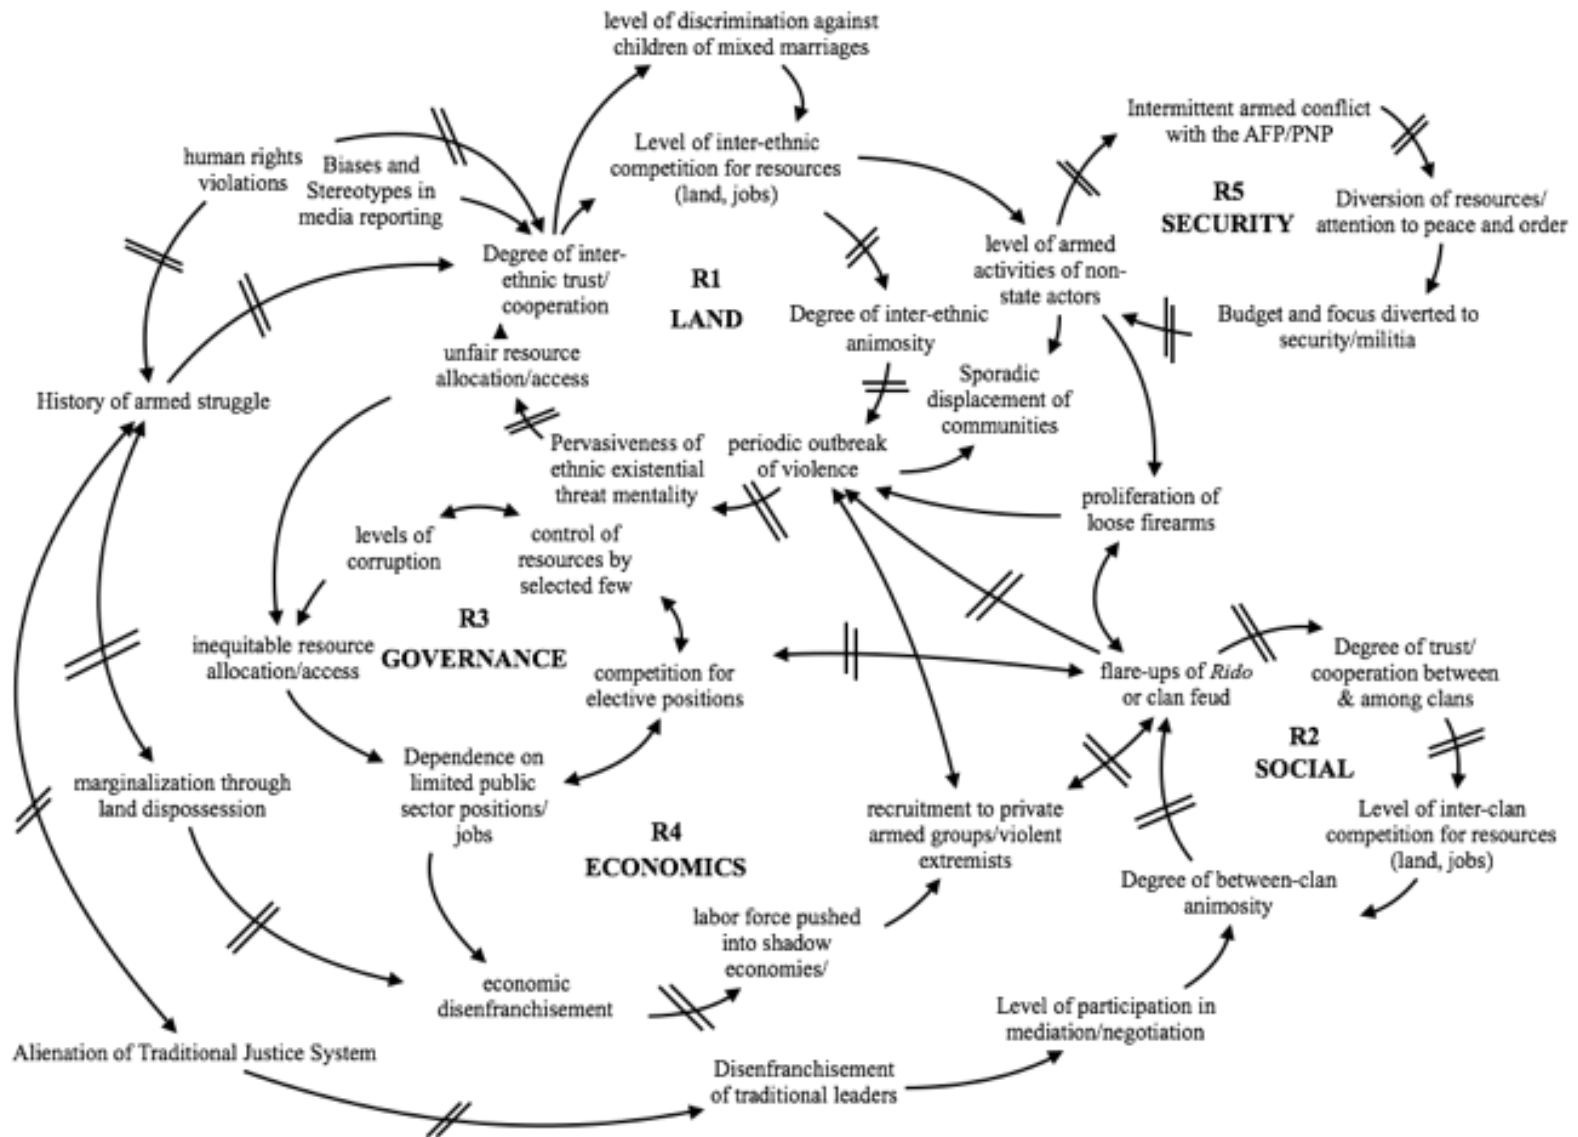 level of discrimination against
children of mixed marriages
Intermittent armed conflict
with the AFP/PNP
human rights
violations
Biases and
Stereotypes in
media reporting
Level of inter-ethnic
competition for resources
(land, jobs)
R5
SECURITY
Diversion of resources/
attention to peace and order
Degree of inter-
ethnic trust/
cooperation
R1
LAND
level of armed
activities of non-
state actors
Degree of inter-ethnic
animosity
Budget and focus diverted to
security/militia
unfair resource
allocation/access
History of armed struggle
Sporadic
displacement of
communities
Pervasiveness of
ethnic existential
threat mentality
periodic outbreak
of violence
proliferation of
loose firearms
levels of
corruption
control of
resources by
selected few
R3
GOVERNANCE
inequitable resource
allocation/access
competition for
elective positions
flare-ups of Rido
or clan feud
Degree of trust/
cooperation between
& among clans
R2
SOCIAL
marginalization through
land dispossession
Dependence on
limited public
sector positions/
jobs
R4
ECONOMICS
recruitment to private
armed groups/violent
extremists
Level of inter-clan
competition for resources
(land, jobs)
Degree of between-clan
animosity
labor force pushed
into shadow
economies/
economic
disenfranchisement
Level of participation in
mediation/negotiation
Alienation of Traditional Justice System
Disenfranchisement
of traditional leaders